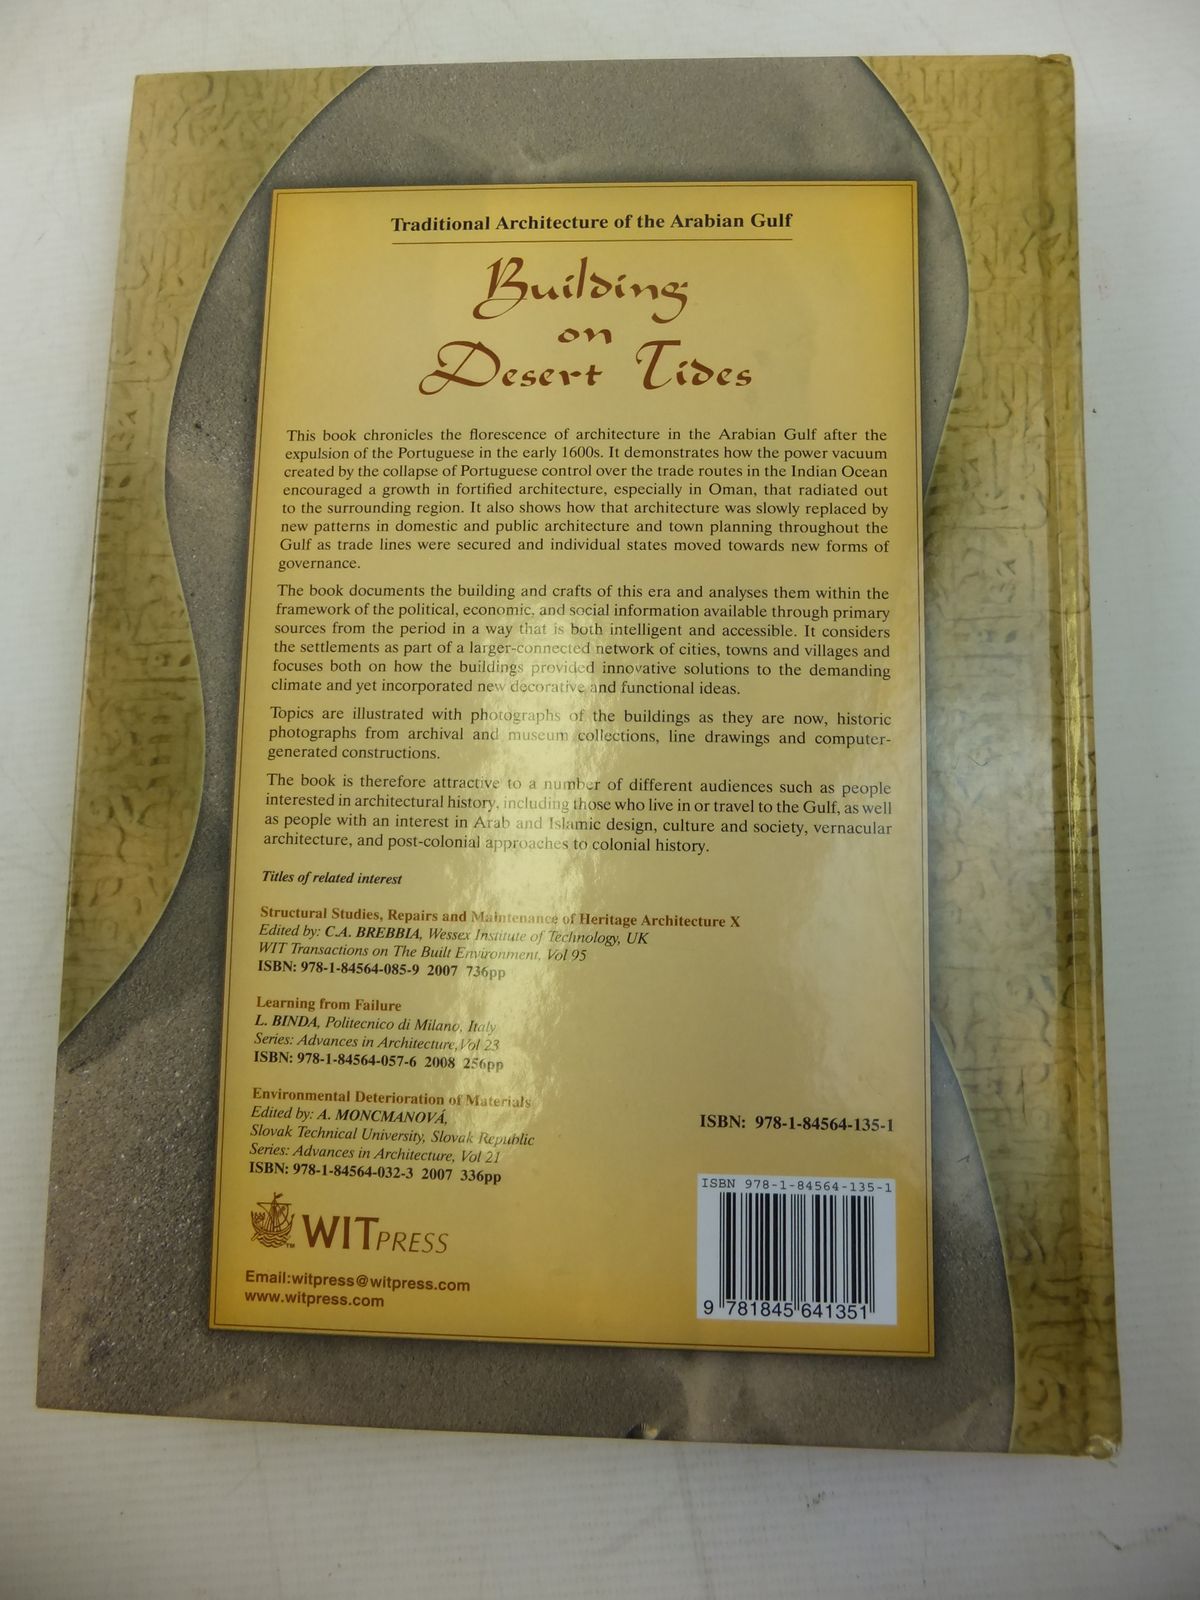 Traditional Architecture of the Arabian Gulf
Building
on
Desert Tides
This book chronicles the florescence of architecture in the Arabian Gulf after the
expulsion of the Portuguese in the early 1600s. It demonstrates how the power vacuum
created by the collapse of Portuguese control over the trade routes in the Indian Ocean
encouraged a growth in fortified architecture, especially in Oman, that radiated out
to the surrounding region. It also shows how that architecture was slowly replaced by
new patterns in domestic and public architecture and town planning throughout the
Gulf as trade lines were secured and individual states moved towards new forms of
governance.
The book documents the building and crafts of this era and analyses them within the
framework of the political, economic, and social information available through primary
sources from the period in a way that is both intelligent and accessible. It considers
the settlements as part of a larger-connected network of cities, towns and villages and
focuses both on how the buildings provided innovative solutions to the demanding
climate and yet incorporated new decorative and functional ideas.
Topics are illustrated with photographs of the buildings as they are now, historic
photographs from archival and museum collections, line drawings and computer-
generated constructions.
The book is therefore attractive to a number of different audiences such as people
interested in architectural history, including those who live in or travel to the Gulf, as well
as people with an interest in Arab and Islamic design, culture and society, vernacular
architecture, and post-colonial approaches to colonial history.
Titles of related interest
Structural Studies, Repairs and Maintenance of Heritage Architecture X
Edited by: C.A. BREBBIA, Wessex Institute of Technology, UK
WIT Transactions on The Built Environment, Vol 95
ISBN: 978-1-84564-085-9 2007 736pp
Learning from Failure
L. BINDA, Politecnico di Milano, Italy
Series: Advances in Architecture, Vol 23
ISBN: 978-1-84564-057-6 2008 256pp
Environmental Deterioration of Materials
Edited by: A. MONCMANOVÁ,
Slovak Technical University, Slovak Republic
Series: Advances in Architecture, Vol 21
ISBN: 978-1-84564-032-3 2007 336pp
WITPRESS
Email:witpress@witpress.com
www.witpress.com
ISBN: 978-1-84564-135-1
ISBN 978-1-84564-135-1
9 781845 641351